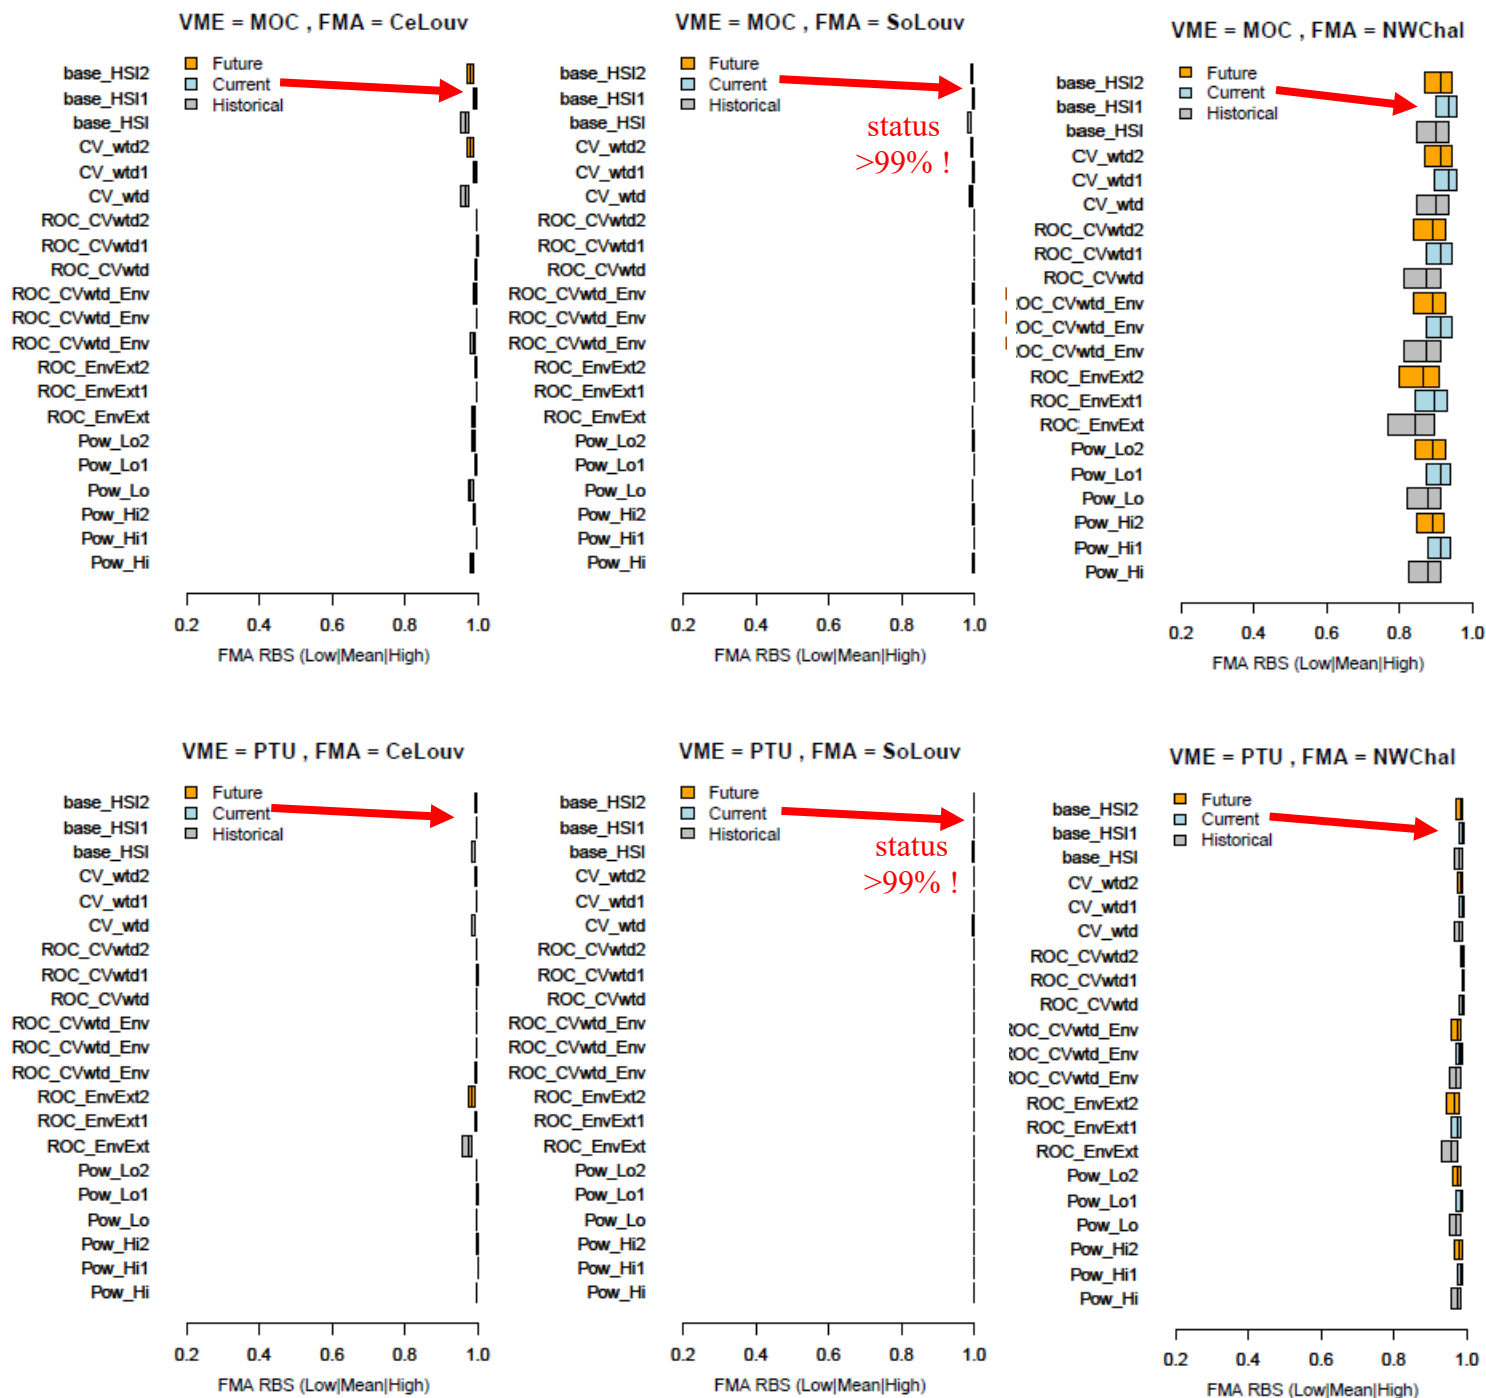 VME = MOC , FMA = CeLouv
Future
Current
Historical
base_HSI2
base_HSI1
base_HSI
CV_wtd2
CV_wtd1
CV_wtd
ROC_CVwtd2
ROC_CVwtd1
ROC_CVwtd
ROC_CVwtd_Env
ROC_CVwtd_Env
ROC_CVwtd_Env
ROC_EnvExt2
ROC_EnvExt1
ROC_EnvExt
Pow_Lo2
Pow_Lo1
Pow_Lo
Pow_Hi2
Pow_Hi1
Pow_Hi
0.2 0.4 0.6 0.8 1.0
FMA RBS (Low|Mean|High)
VME = MOC , FMA = SoLouv
Future
Current
Historical
status
>99% !
base_HSI2
base_HSI1
base_HSI
CV_wtd2
CV_wtd1
CV_wtd
ROC_CVwtd2
ROC_CVwtd1
ROC_CVwtd
ROC_CVwtd_Env
ROC_CVwtd_Env
ROC_CVwtd_Env
ROC_EnvExt2
ROC_EnvExt1
ROC_EnvExt
Pow_Lo2
Pow_Lo1
Pow_Lo
Pow_Hi2
Pow_Hi1
Pow_Hi
0.2 0.4 0.6 0.8 1.0
FMA RBS (Low|Mean|High)
VME = MOC , FMA = NWChal
Future
Current
Historical
base_HSI2
base_HSI1
base_HSI
CV_wtd2
CV_wtd1
CV_wtd
ROC_CVwtd2
ROC_CVwtd1
ROC_CVwtd
ROC_CVwtd_Env
ROC_CVwtd_Env
ROC_CVwtd_Env
ROC_EnvExt2
ROC_EnvExt1
ROC_EnvExt
Pow_Lo2
Pow_Lo1
Pow_Lo
Pow_Hi2
Pow_Hi1
Pow_Hi
0.2 0.4 0.6 0.8 1.0
FMA RBS (Low|Mean|High)
VME = PTU , FMA = CeLouv
Future
Current
Historical
base_HSI2
base_HSI1
base_HSI
CV_wtd2
CV_wtd1
CV_wtd
ROC_CVwtd2
ROC_CVwtd1
ROC_CVwtd
ROC_CVwtd_Env
ROC_CVwtd_Env
ROC_CVwtd_Env
ROC_EnvExt2
ROC_EnvExt1
ROC_EnvExt
Pow_Lo2
Pow_Lo1
Pow_Lo
Pow_Hi2
Pow_Hi1
Pow_Hi
0.2 0.4 0.6 0.8 1.0
FMA RBS (Low|Mean|High)
VME = PTU , FMA = SoLouv
Future
Current
Historical
status
>99% !
base_HSI2
base_HSI1
base_HSI
CV_wtd2
CV_wtd1
CV_wtd
ROC_CVwtd2
ROC_CVwtd1
ROC_CVwtd
ROC_CVwtd_Env
ROC_CVwtd_Env
ROC_CVwtd_Env
ROC_EnvExt2
ROC_EnvExt1
ROC_EnvExt
Pow_Lo2
Pow_Lo1
Pow_Lo
Pow_Hi2
Pow_Hi1
Pow_Hi
0.2 0.4 0.6 0.8 1.0
FMA RBS (Low|Mean|High)
VME = PTU , FMA = NWChal
Future
Current
Historical
base_HSI2
base_HSI1
base_HSI
CV_wtd2
CV_wtd1
CV_wtd
ROC_CVwtd2
ROC_CVwtd1
ROC_CVwtd
ROC_CVwtd_Env
ROC_CVwtd_Env
ROC_CVwtd_Env
ROC_EnvExt2
ROC_EnvExt1
ROC_EnvExt
Pow_Lo2
Pow_Lo1
Pow_Lo
Pow_Hi2
Pow_Hi1
Pow_Hi
0.2 0.4 0.6 0.8 1.0
FMA RBS (Low|Mean|High)